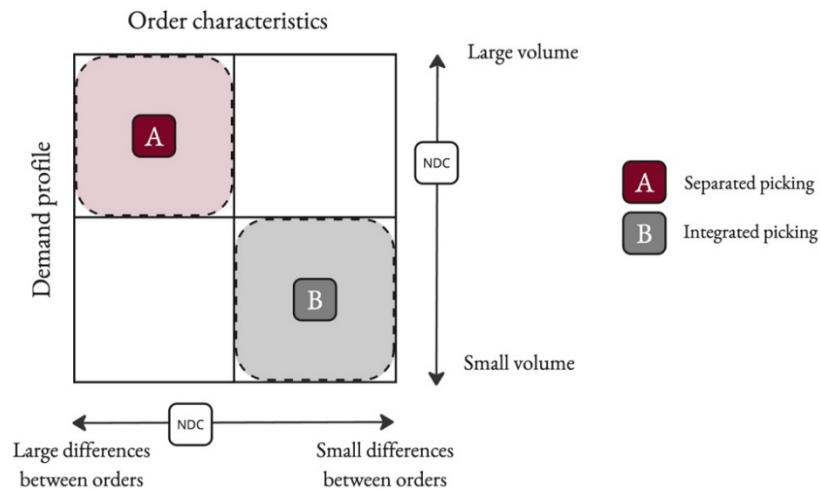 Order characteristics
Large volume
Demand profile
A
NDC
A Separated picking
B Integrated picking
B
Small volume
NDC
Large differences
between orders
Small differences
between orders